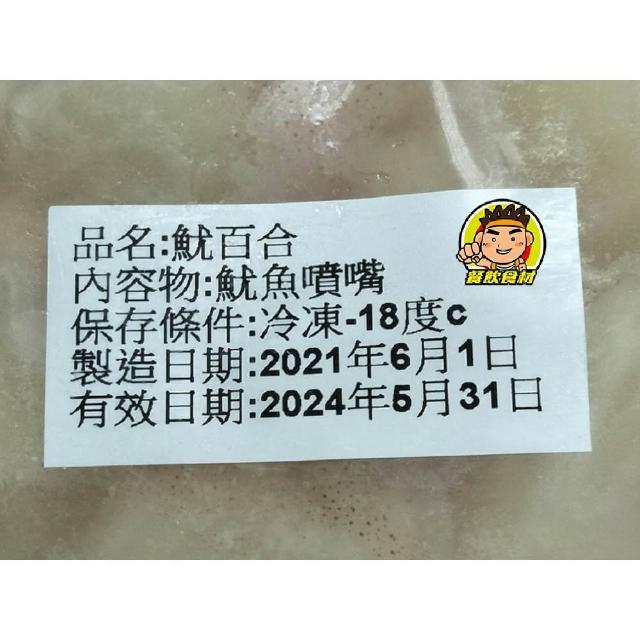 品名:魷百合
內容物:魷魚噴嘴
保存條件:冷凍-18度c
製造日期:2021年6月1日
有效日期:2024年5月31日
餐飲食材